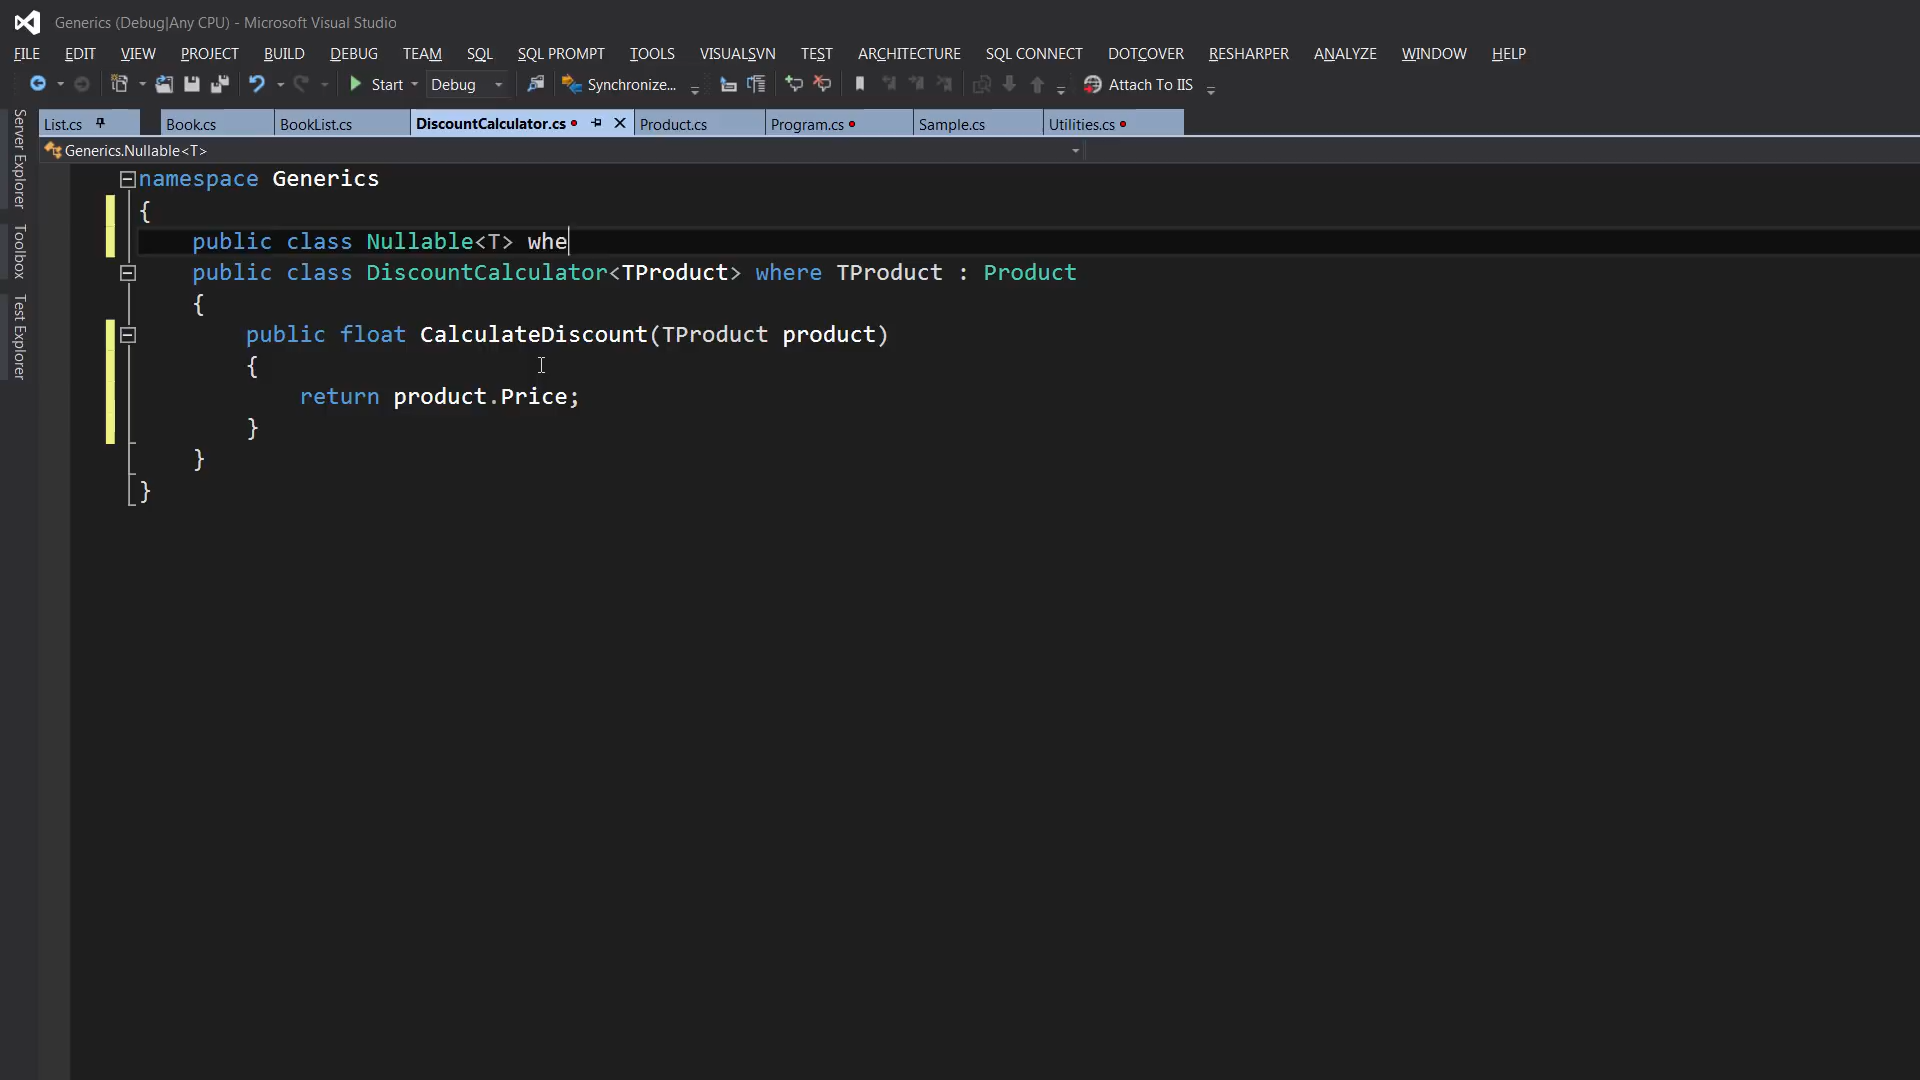 Generics (Debug|Any CPU) - Microsoft Visual Studio
FILE EDIT VIEW PROJECT BUILD DEBUG TEAM SQL SQL PROMPT TOOLS VISUALSVN TEST ARCHITECTURE SQL CONNECT DOTCOVER RESHARPER ANALYZE WINDOW HELP
Start Debug Synchronize... Attach To IIS
List.cs Book.cs BookList.cs DiscountCalculator.cs Product.cs Program.cs Sample.cs Utilities.cs
Generics.Nullable<T>
Server Explorer
Toolbox
Test Explorer
namespace Generics
{
public class Nullable<T> whe
public class DiscountCalculator<TProduct> where TProduct : Product
{
public float CalculateDiscount(TProduct product)
{
return product.Price;
}
}
}